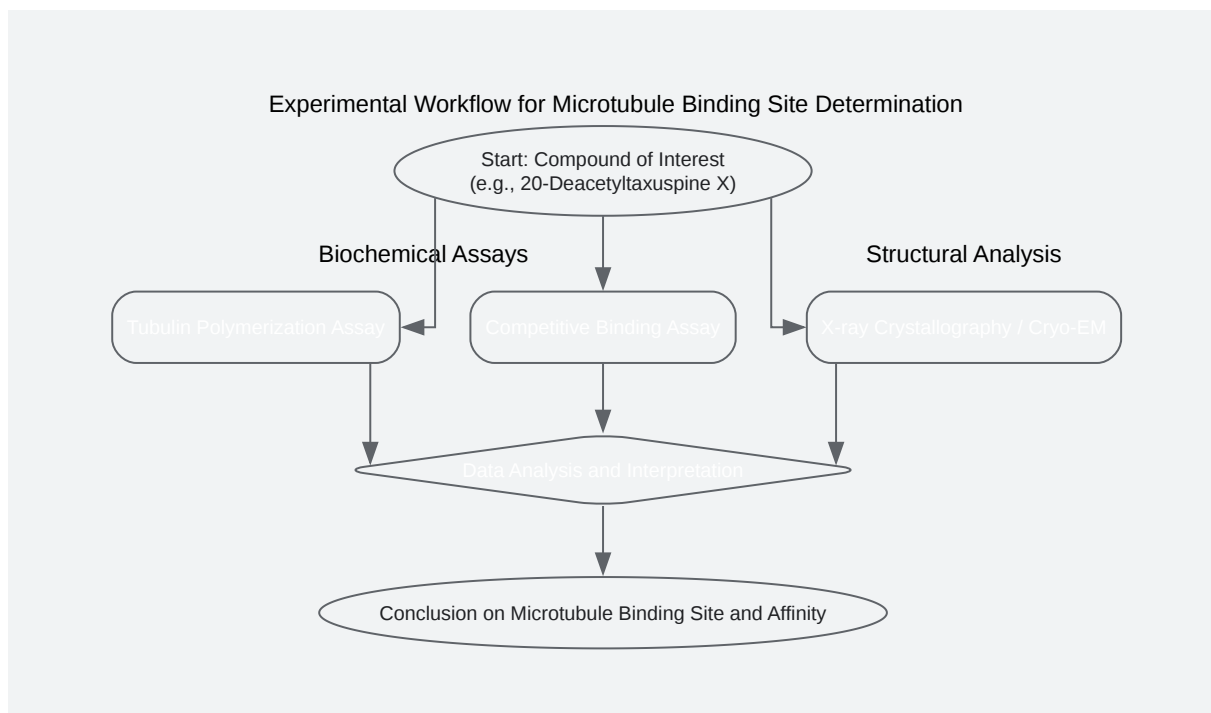 Experimental Workflow for Microtubule Binding Site Determination
Start: Compound of Interest
(e.g., 20-Deacetyltaxuspine X)
Biochemical Assays
Structural Analysis
Tubulin Polymerization Assay
Competitive Binding Assay
X-ray Crystallography / Cryo-EM
Data Analysis and Interpretation
Conclusion on Microtubule Binding Site and Affinity